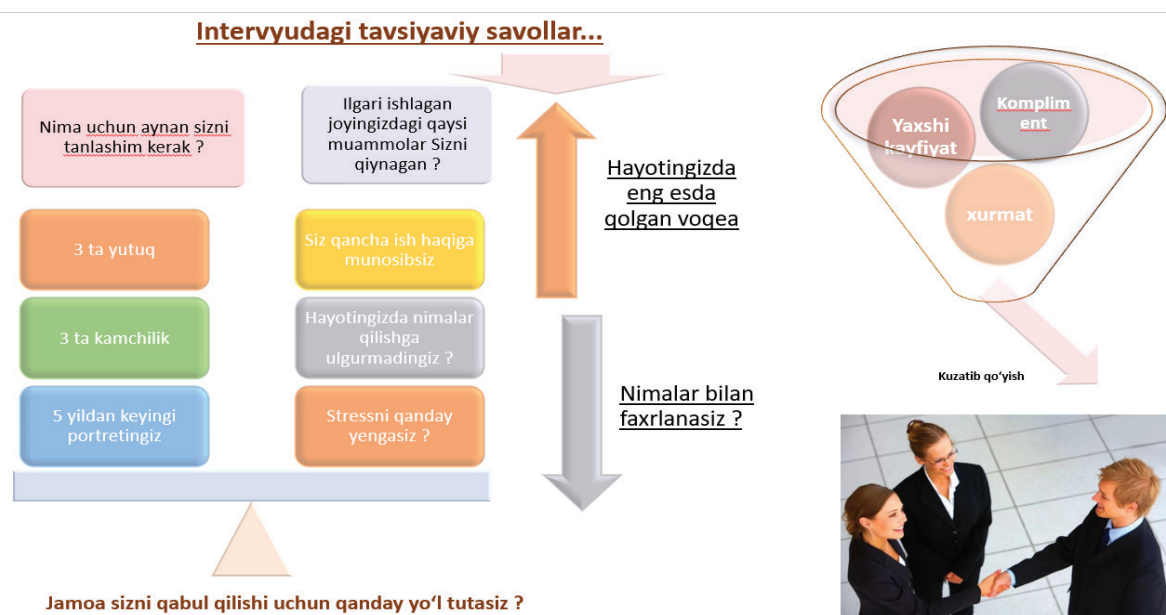 Intervyudagi tavsiyaviy savollar...
Nima uchun aynan sizni
tanlashim kerak ?
3 ta yutuq
3 ta kamchilik
5 yildan keyingi
portretingiz
Ilgari ishlagan
joyingizdagi qaysi
muammolar Sizni
qiynagan ?
Siz qancha ish haqiga
munosibsiz
Hayotingizda nimalar
qilishga
ulgurmadingiz ?
Stressni qanday
yengasiz ?
Jamoa sizni qabul qilishi uchun qanday yo‘l tutasiz ?
Hayotingizda
eng esda
qolgan voqea
Nimalar bilan
faxrlanasiz ?
Yaxshi
kayfiyat
Komplim
ent
xurmat
Kuzatib qo‘yish